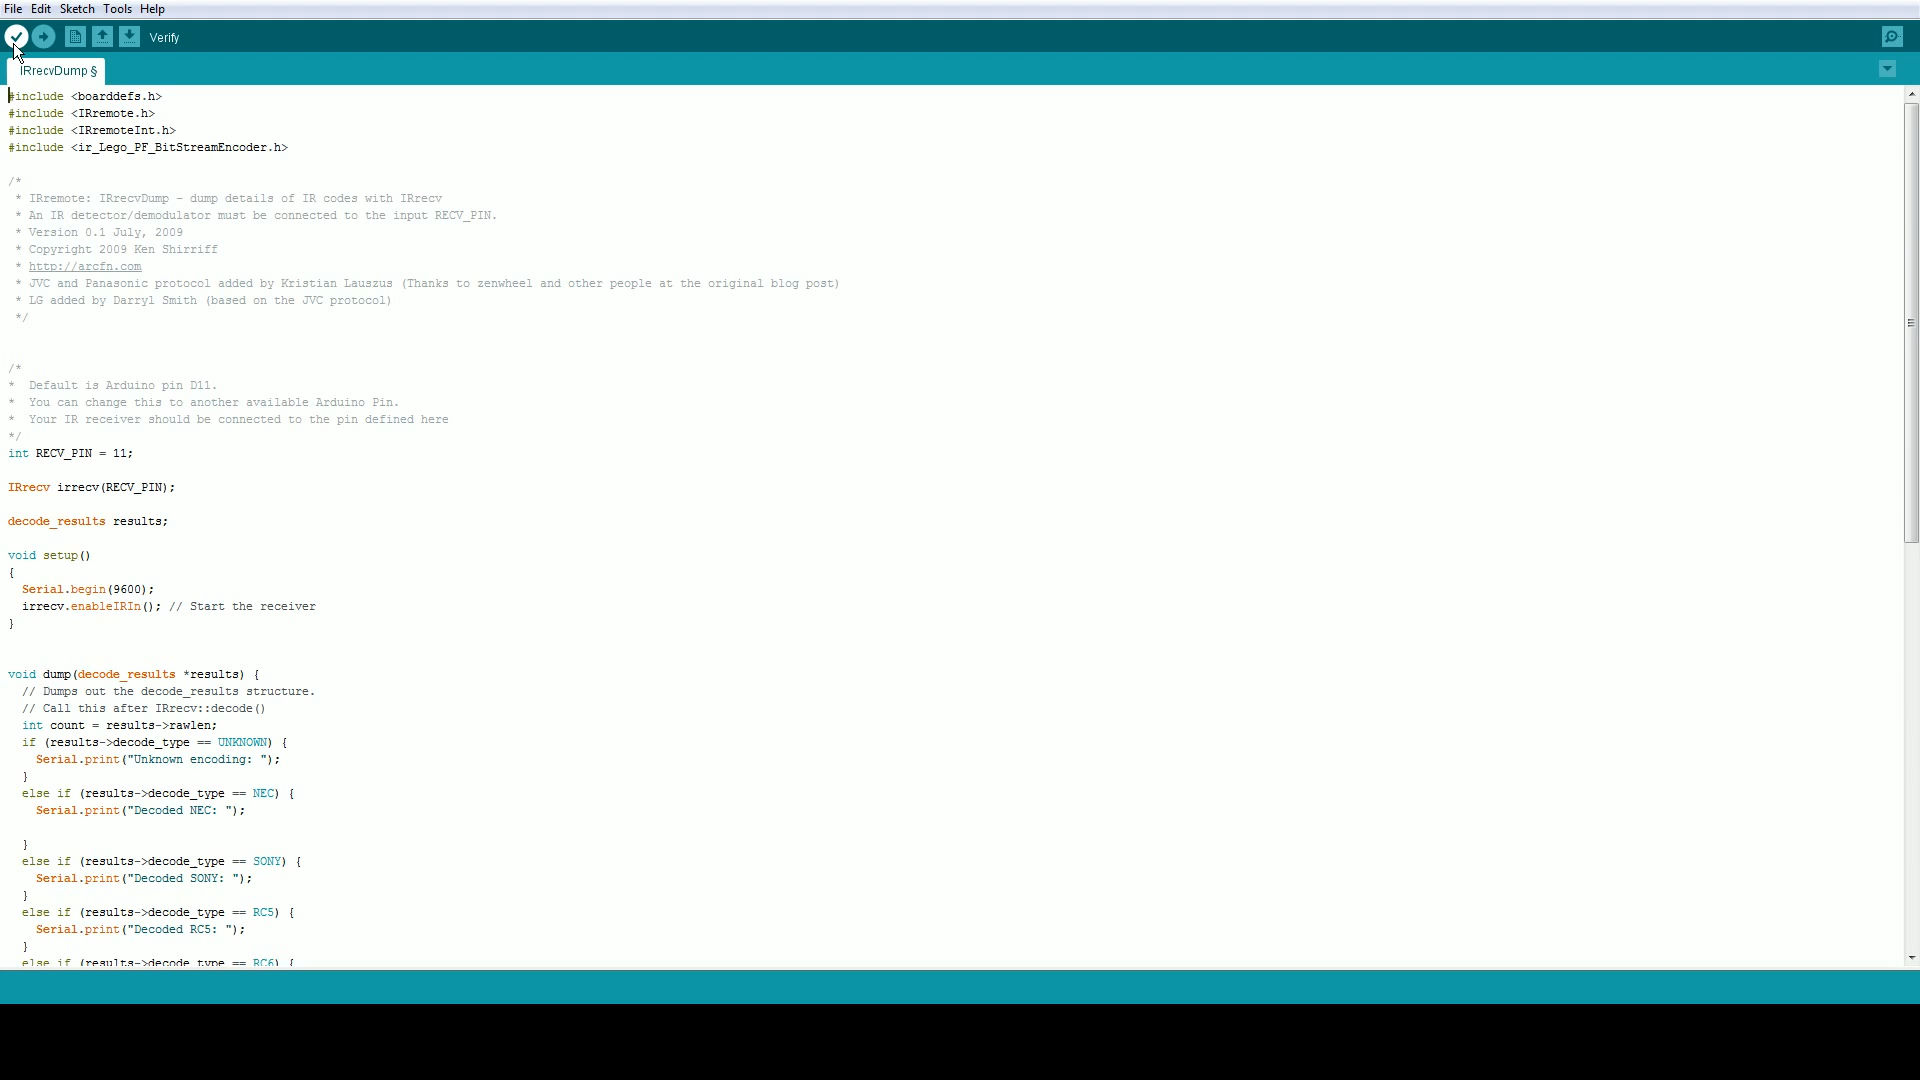 File Edit Sketch Tools Help
Verify
IRrecvDump §
#include <boarddefs.h>
#include <IRremote.h>
#include <IRremoteInt.h>
#include <ir_Lego_PF_BitStreamEncoder.h>
/*
* IRremote: IRrecvDump - dump details of IR codes with IRrecv
* An IR detector/demodulator must be connected to the input RECV_PIN.
* Version 0.1 July, 2009
* Copyright 2009 Ken Shirriff
* http://arcfn.com
* JVC and Panasonic protocol added by Kristian Lauszus (Thanks to zenwheel and other people at the original blog post)
* LG added by Darryl Smith (based on the JVC protocol)
*/
/*
* Default is Arduino pin D11.
* You can change this to another available Arduino Pin.
* Your IR receiver should be connected to the pin defined here
*/
int RECV_PIN = 11;
IRrecv irrecv(RECV_PIN);
decode_results results;
void setup()
{
Serial.begin(9600);
irrecv.enableIRIn(); // Start the receiver
}
void dump(decode_results *results) {
// Dumps out the decode_results structure.
// Call this after IRrecv::decode()
int count = results->rawlen;
if (results->decode_type == UNKNOWN) {
Serial.print("Unknown encoding: ");
}
else if (results->decode_type == NEC) {
Serial.print("Decoded NEC: ");
}
else if (results->decode_type == SONY) {
Serial.print("Decoded SONY: ");
}
else if (results->decode_type == RC5) {
Serial.print("Decoded RC5: ");
}
else if (results->decode_type == RC6) {